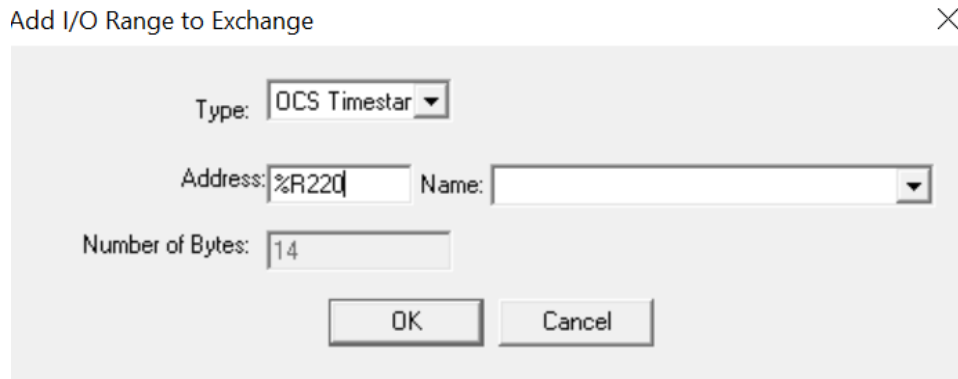 Add I/O Range to Exchange
Type: OCS Timestar
Address: %R220 Name:
Number of Bytes: 14
OK Cancel